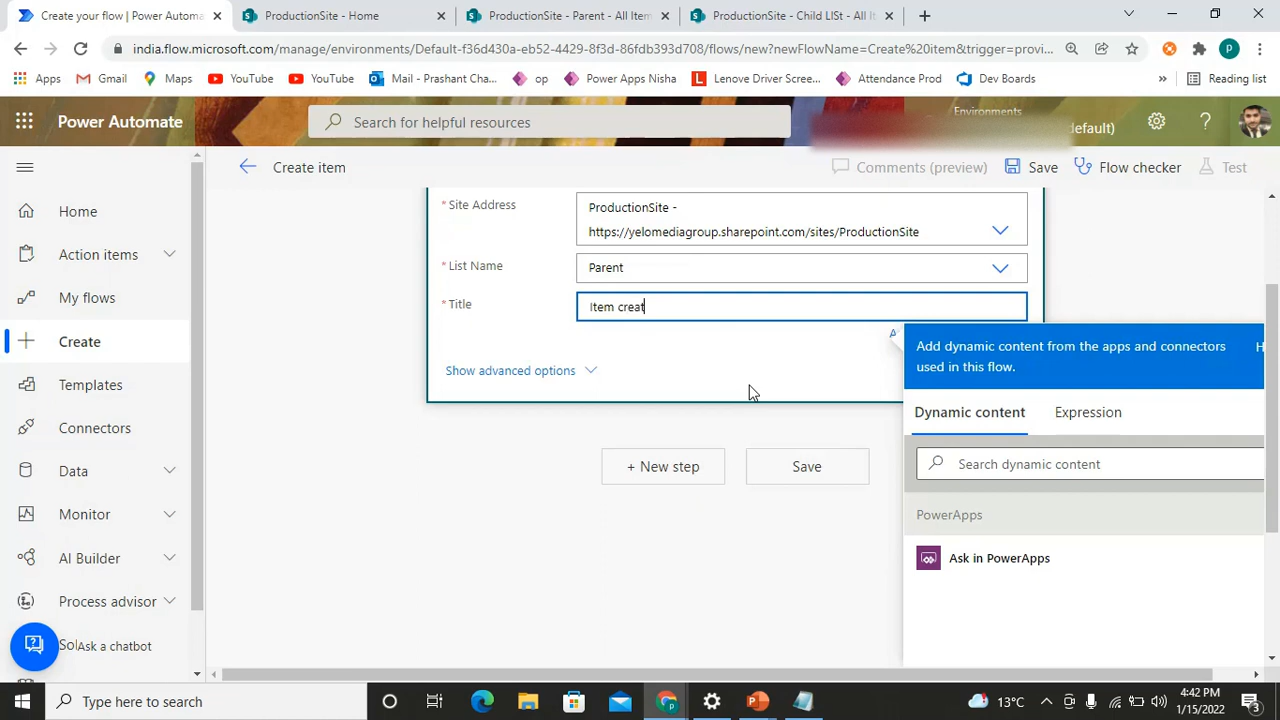 Create your flow | Power Automate
ProductionSite - Home
ProductionSite - Parent - All Item
ProductionSite - Child LISt - All It
india.flow.microsoft.com/manage/environments/Default-f36d430a-eb52-4429-8f3d-86fdb393d708/flows/new?newFlowName=Create%20item&trigger=provi...
P
Apps
Gmail
Maps
YouTube
YouTube
Mail - Prashant Cha...
op
Power Apps Nisha
Lenove Driver Scree...
Attendance Prod
Dev Boards
»
Reading list
Power Automate
Search for helpful resources
Environments
default)
Create item
Comments (preview)
Save
Flow checker
Test
Home
Action items
My flows
Create
Templates
Connectors
Data
Monitor
AI Builder
Process advisor
Sol
Ask a chatbot
* Site Address
ProductionSite -
https://yelomediagroup.sharepoint.com/sites/ProductionSite
* List Name
Parent
* Title
Item creat
A
Show advanced options
+ New step
Save
Add dynamic content from the apps and connectors
used in this flow.
H
Dynamic content
Expression
Search dynamic content
PowerApps
Ask in PowerApps
Type here to search
13°C
4:42 PM
1/15/2022
3